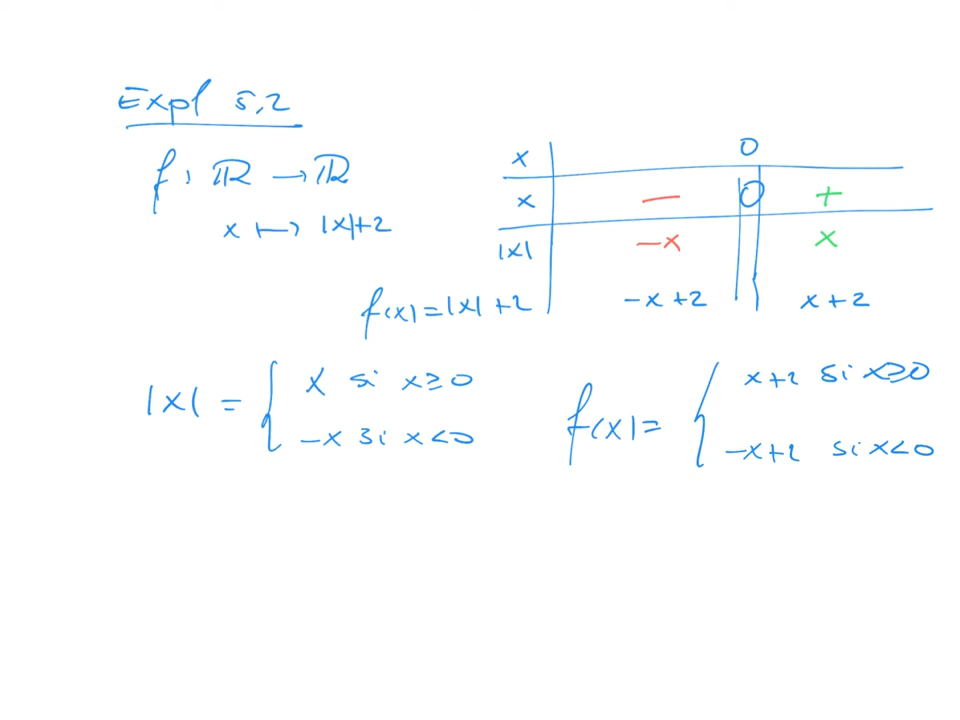 Expl 5,2
f : ℝ → ℝ
x ↦ |x|+2
x 0
x − 0 +
|x| −x x
f(x)=|x|+2 −x+2 x+2
|x| = { x si x≥0
−x si x<0
f(x)= { x+2 si x≥0
−x+2 si x<0